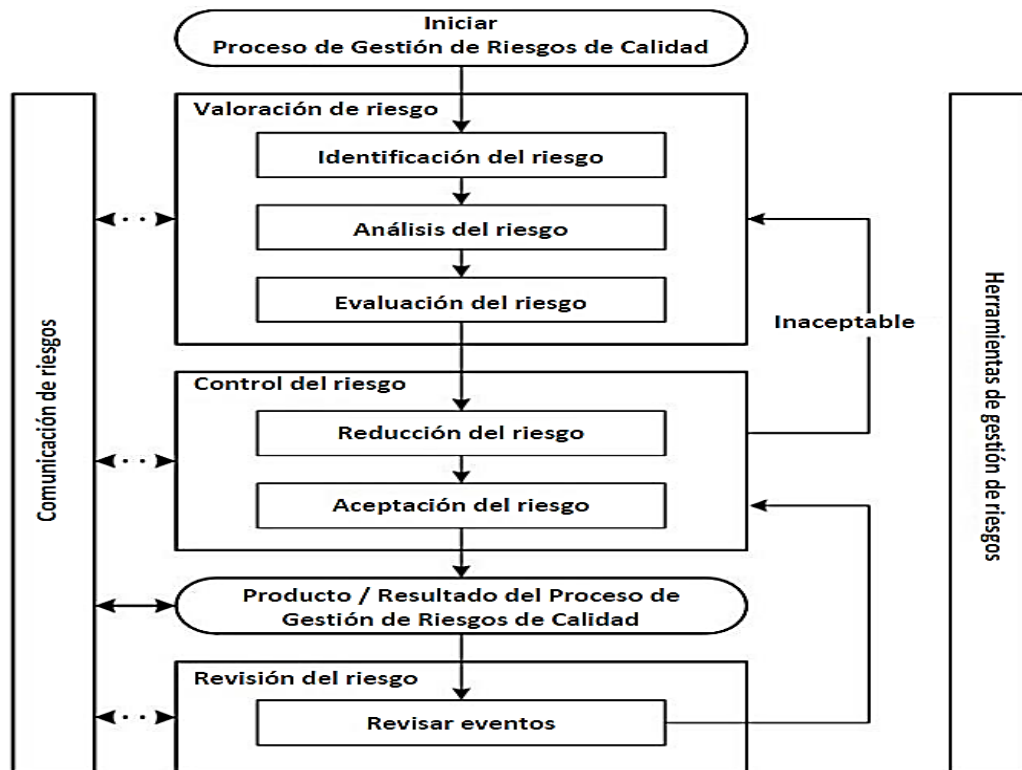 Iniciar
Proceso de Gestión de Riesgos de Calidad
Valoración de riesgo
Identificación del riesgo
Análisis del riesgo
Evaluación del riesgo
Inaceptable
Control del riesgo
Reducción del riesgo
Aceptación del riesgo
Producto / Resultado del Proceso de
Gestión de Riesgos de Calidad
Revisión del riesgo
Revisar eventos
Comunicación de riesgos
Herramientas de gestión de riesgos